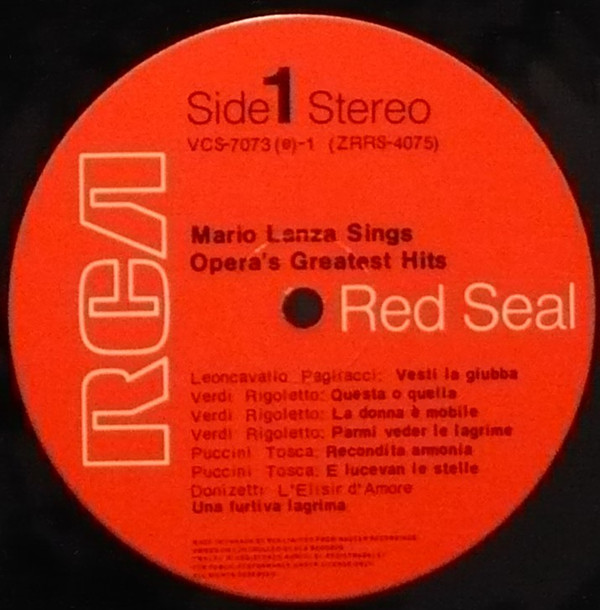 Side 1 Stereo
VCS-7073(e)-1 (ZRRS-4075)
RCA
Mario Lanza Sings
Opera's Greatest Hits
Red Seal
Leoncavallo Pagliacci: Vesti la giubba
Verdi Rigoletto: Questa o quella
Verdi Rigoletto: La donna è mobile
Verdi Rigoletto: Parmi veder le lagrime
Puccini Tosca: Recondita armonia
Puccini Tosca: E lucevan le stelle
Donizetti L'Elisir d'Amore
Una furtiva lagrima